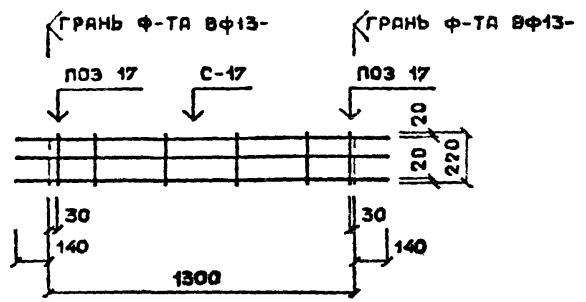 ГРАНЬ Ф-ТА ВФ13- ГРАНЬ Ф-ТА ВФ13-
ПОЗ 17 С-17 ПОЗ 17
20
20 220
30 30
140 140
1300